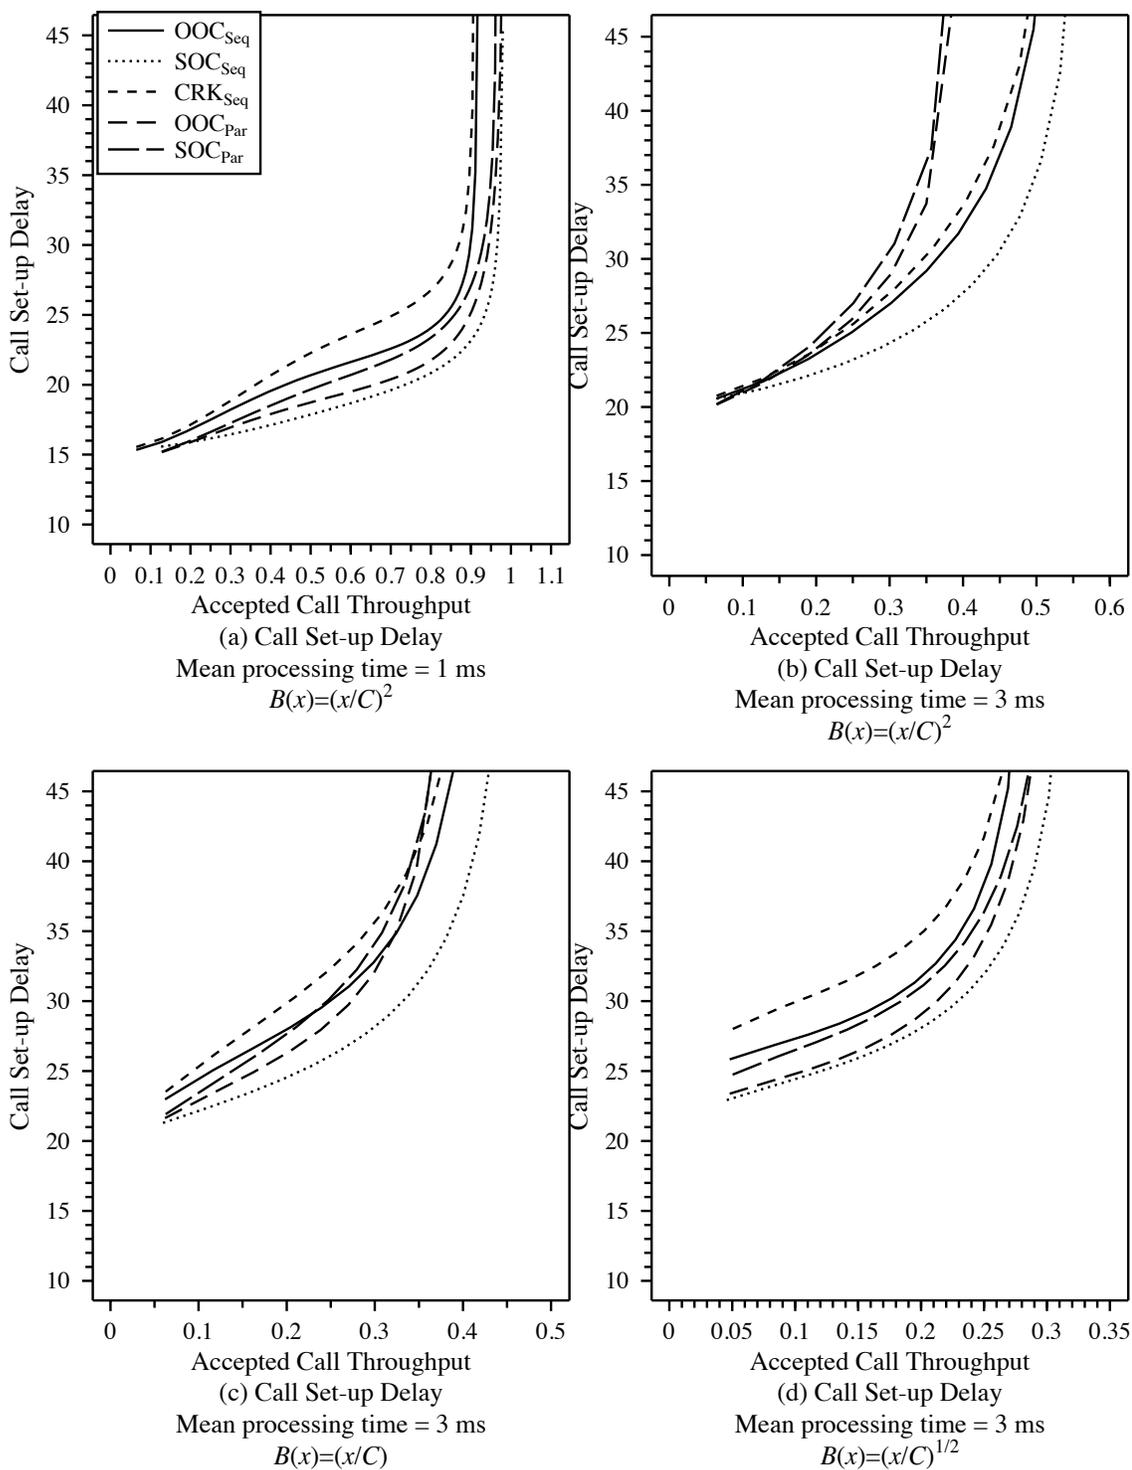 OOC_Seq
SOC_Seq
CRK_Seq
OOC_Par
SOC_Par
45
40
35
30
25
20
15
10
Call Set-up Delay
0 0.1 0.2 0.3 0.4 0.5 0.6 0.7 0.8 0.9 1 1.1
Accepted Call Throughput
(a) Call Set-up Delay
Mean processing time = 1 ms
B(x)=(x/C)^2
45
40
35
30
25
20
15
10
Call Set-up Delay
0 0.1 0.2 0.3 0.4 0.5 0.6
Accepted Call Throughput
(b) Call Set-up Delay
Mean processing time = 3 ms
B(x)=(x/C)^2
45
40
35
30
25
20
15
10
Call Set-up Delay
0 0.1 0.2 0.3 0.4 0.5
Accepted Call Throughput
(c) Call Set-up Delay
Mean processing time = 3 ms
B(x)=(x/C)
45
40
35
30
25
20
15
10
Call Set-up Delay
0 0.05 0.1 0.15 0.2 0.25 0.3 0.35
Accepted Call Throughput
(d) Call Set-up Delay
Mean processing time = 3 ms
B(x)=(x/C)^1/2